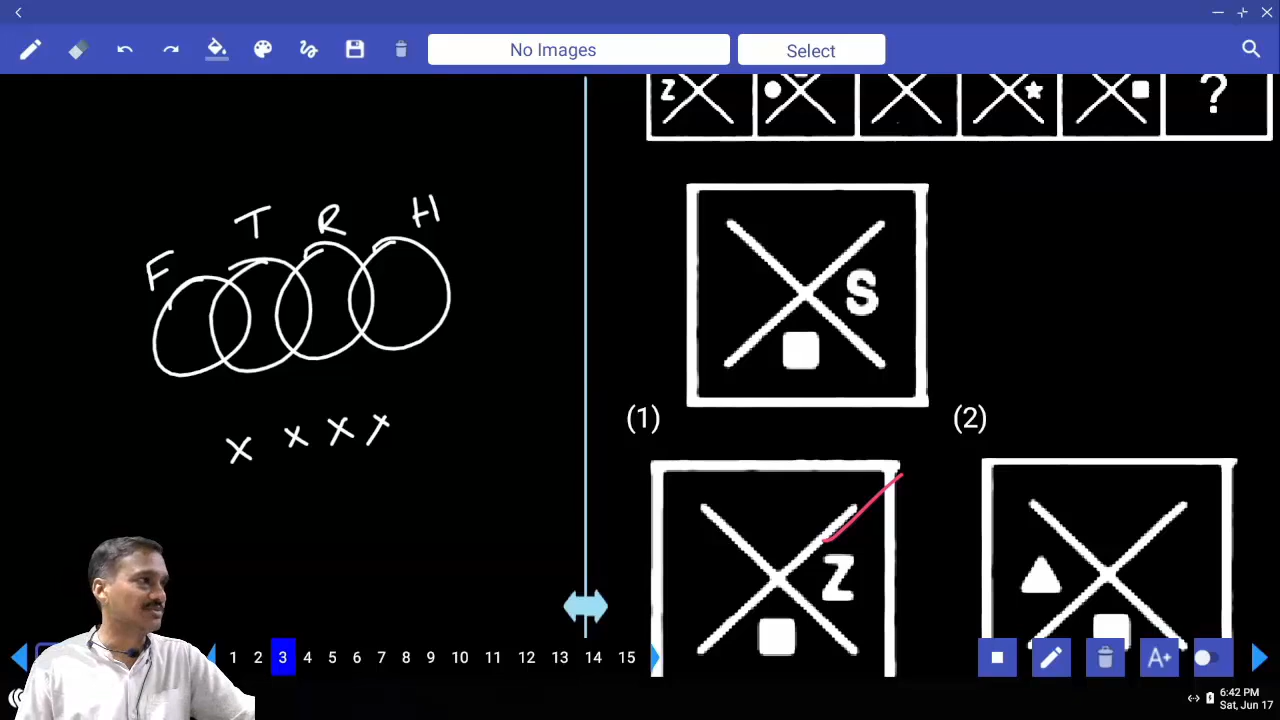 No Images
Select
Z
?
F T R H
S
(1)
(2)
x x x x
Z
1 2 3 4 5 6 7 8 9 10 11 12 13 14 15
A+
6:42 PM
Sat, Jun 17